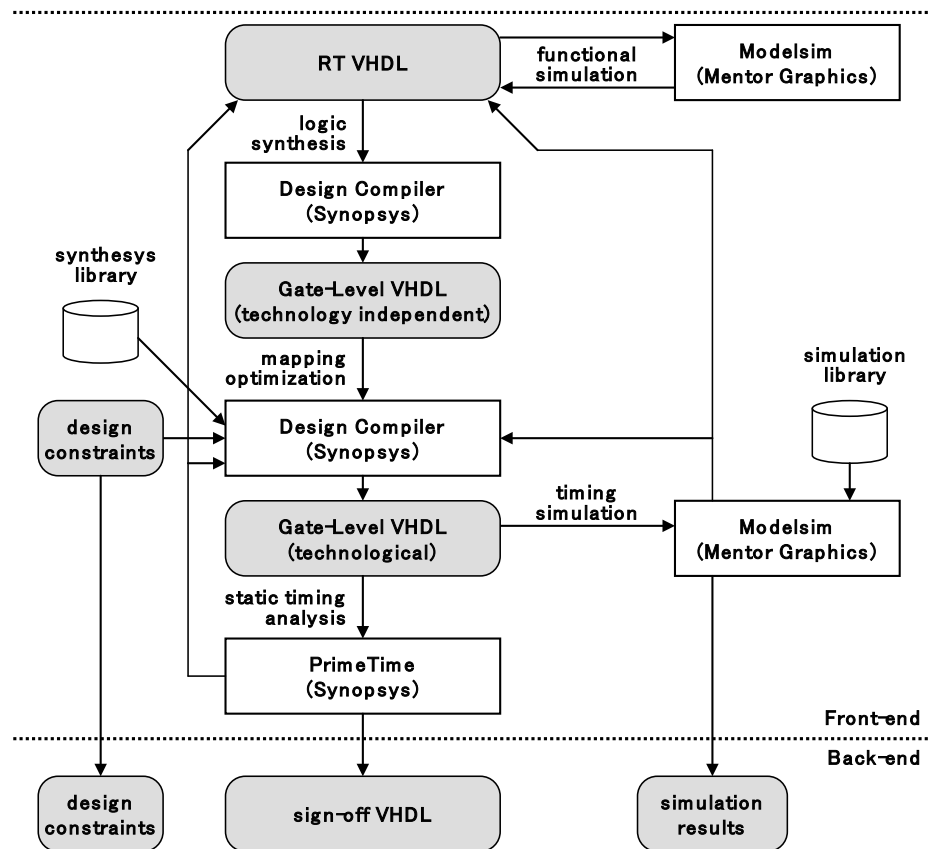 RT VHDL
functional
simulation
Modelsim
(Mentor Graphics)
logic
synthesis
Design Compiler
(Synopsys)
synthesys
library
Gate-Level VHDL
(technology independent)
mapping
optimization
simulation
library
design
constraints
Design Compiler
(Synopsys)
Gate-Level VHDL
(technological)
timing
simulation
Modelsim
(Mentor Graphics)
static timing
analysis
PrimeTime
(Synopsys)
Front-end
Back-end
design
constraints
sign-off VHDL
simulation
results